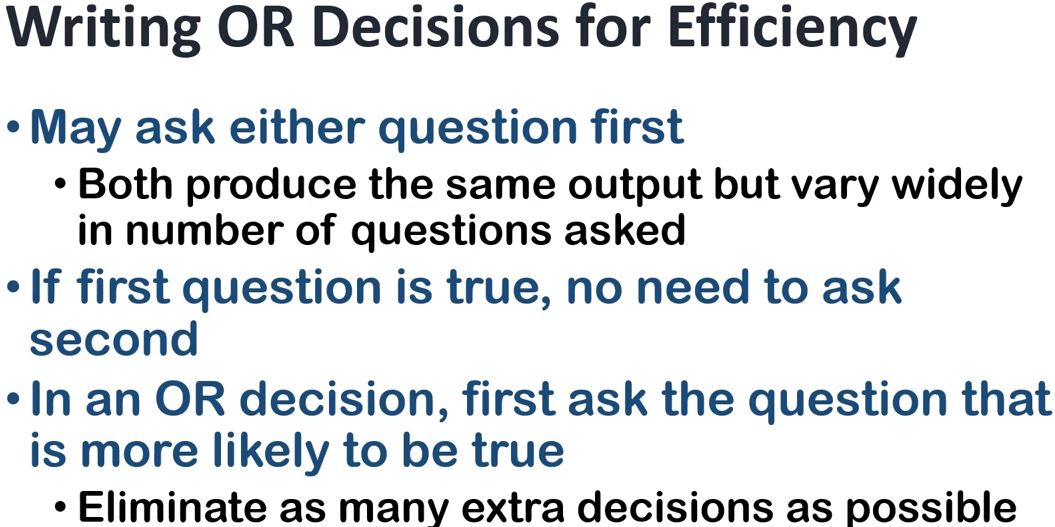 Writing OR Decisions for Efficiency
• May ask either question first
• Both produce the same output but vary widely
in number of questions asked
• If first question is true, no need to ask
second
• In an OR decision, first ask the question that
is more likely to be true
• Eliminate as many extra decisions as possible